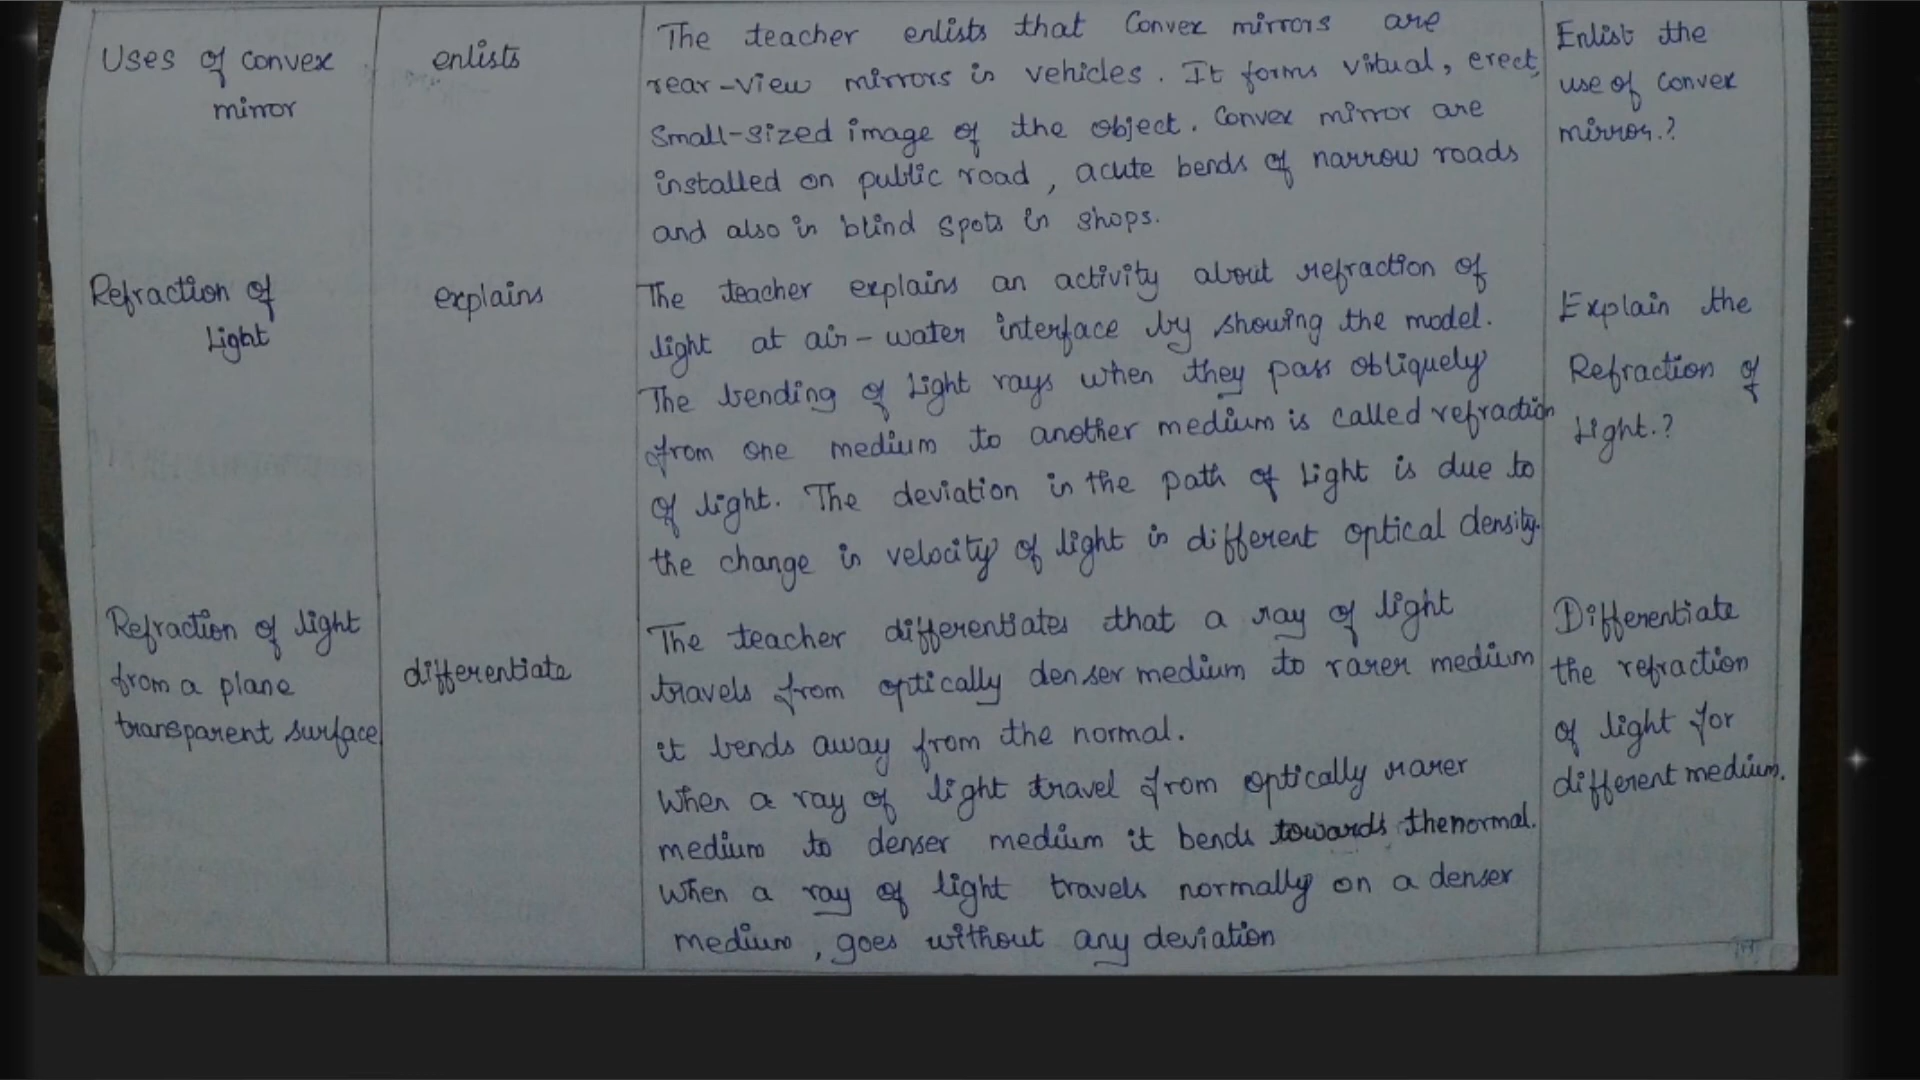 Uses of convex
mirror
enlists
The teacher enlists that Convex mirrors are
rear-view mirrors in vehicles. It forms virtual, erect,
Small-sized image of the object. Convex mirror are
installed on public road, acute bends of narrow roads
and also in blind spots in shops.
Enlist the
use of convex
mirror.?
Refraction of
Light
explains
The teacher explains an activity about refraction of
light at air-water interface by showing the model.
The bending of light rays when they pass obliquely
from one medium to another medium is called refraction
of light. The deviation in the path of light is due to
the change in velocity of light in different optical density.
Explain the
Refraction of
Light.?
Refraction of light
from a plane
transparent surface
differentiate
The teacher differentiates that a ray of light
travels from optically denser medium to rarer medium
it bends away from the normal.
When a ray of light travel from optically rarer
medium to denser medium it bends towards the normal.
When a ray of light travels normally on a denser
medium, goes without any deviation
Differentiate
the refraction
of light for
different medium.